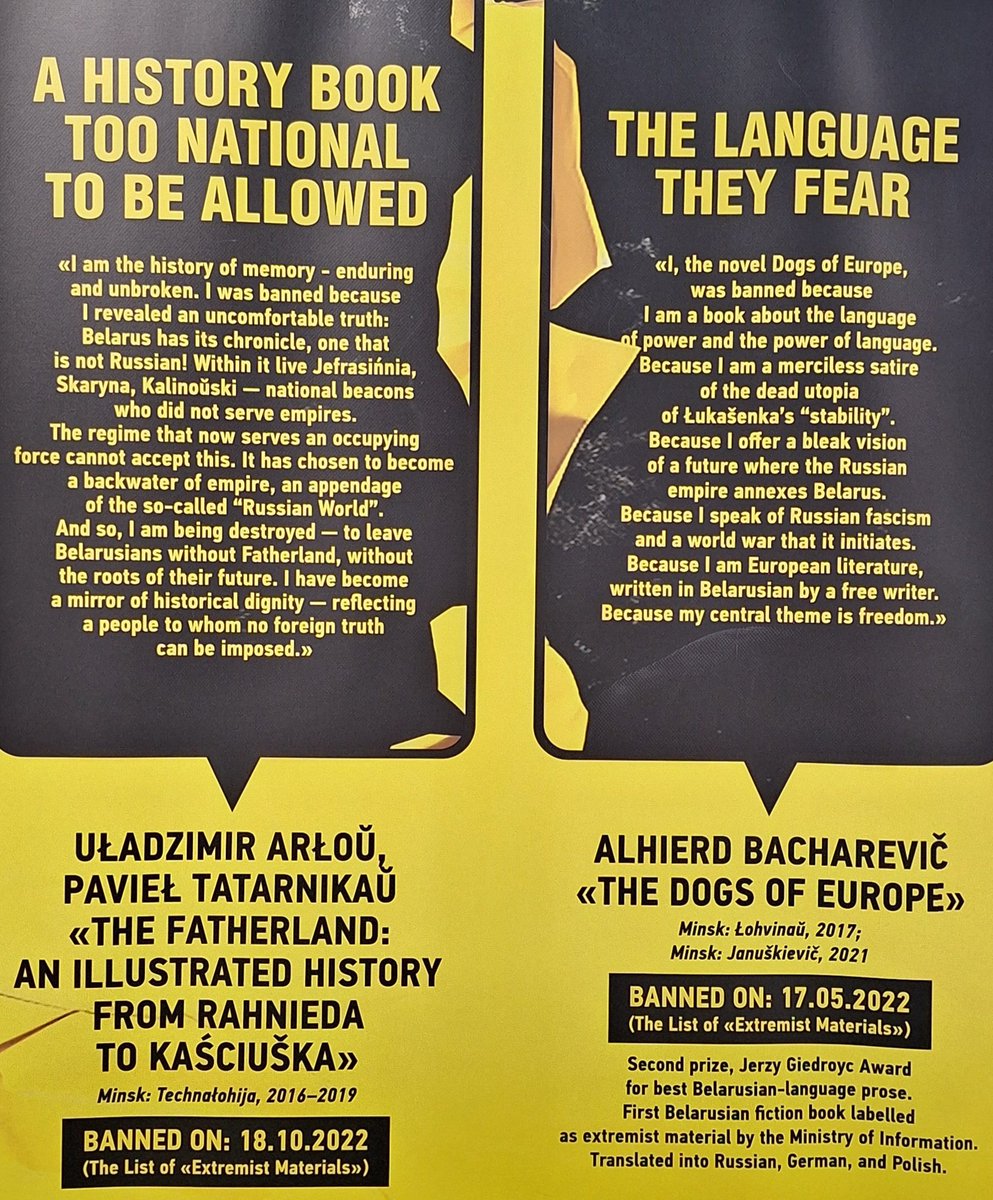 A HISTORY BOOK
TOO NATIONAL
TO BE ALLOWED
«I am the history of memory - enduring
and unbroken. I was banned because
I revealed an uncomfortable truth:
Belarus has its chronicle, one that
is not Russian! Within it live Jefrasińnia,
Skaryna, Kalinoŭski — national beacons
who did not serve empires.
The regime that now serves an occupying
force cannot accept this. It has chosen to become
a backwater of empire, an appendage
of the so-called “Russian World”.
And so, I am being destroyed — to leave
Belarusians without Fatherland, without
the roots of their future. I have become
a mirror of historical dignity — reflecting
a people to whom no foreign truth
can be imposed.»
UŁADZIMIR ARŁOŬ,
PAVIEŁ TATARNIKAŬ
«THE FATHERLAND:
AN ILLUSTRATED HISTORY
FROM RAHNIEDA
TO KAŚCIUŠKA»
Minsk: Technałohija, 2016–2019
BANNED ON: 18.10.2022
(The List of «Extremist Materials»)
THE LANGUAGE
THEY FEAR
«I, the novel Dogs of Europe,
was banned because
I am a book about the language
of power and the power of language.
Because I am a merciless satire
of the dead utopia
of Łukašenka’s “stability”.
Because I offer a bleak vision
of a future where the Russian
empire annexes Belarus.
Because I speak of Russian fascism
and a world war that it initiates.
Because I am European literature,
written in Belarusian by a free writer.
Because my central theme is freedom.»
ALHIERD BACHAREVIČ
«THE DOGS OF EUROPE»
Minsk: Łohvinaŭ, 2017;
Minsk: Januškievič, 2021
BANNED ON: 17.05.2022
(The List of «Extremist Materials»)
Second prize, Jerzy Giedroyc Award
for best Belarusian-language prose.
First Belarusian fiction book labelled
as extremist material by the Ministry of Information.
Translated into Russian, German, and Polish.